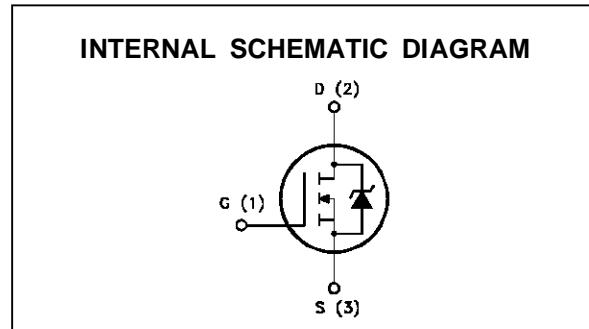 INTERNAL SCHEMATIC DIAGRAM
D (2)
G (1)
S (3)